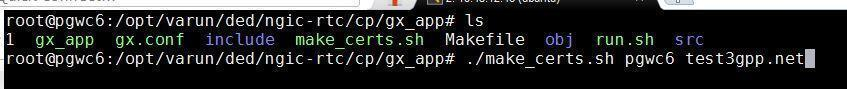 root@pgwc6:/opt/varun/ded/ngic-rtc/cp/gx_app# ls
1 gx_app gx.conf include make_certs.sh Makefile obj run.sh src
root@pgwc6:/opt/varun/ded/ngic-rtc/cp/gx_app# ./make_certs.sh pgwc6 test3gpp.net